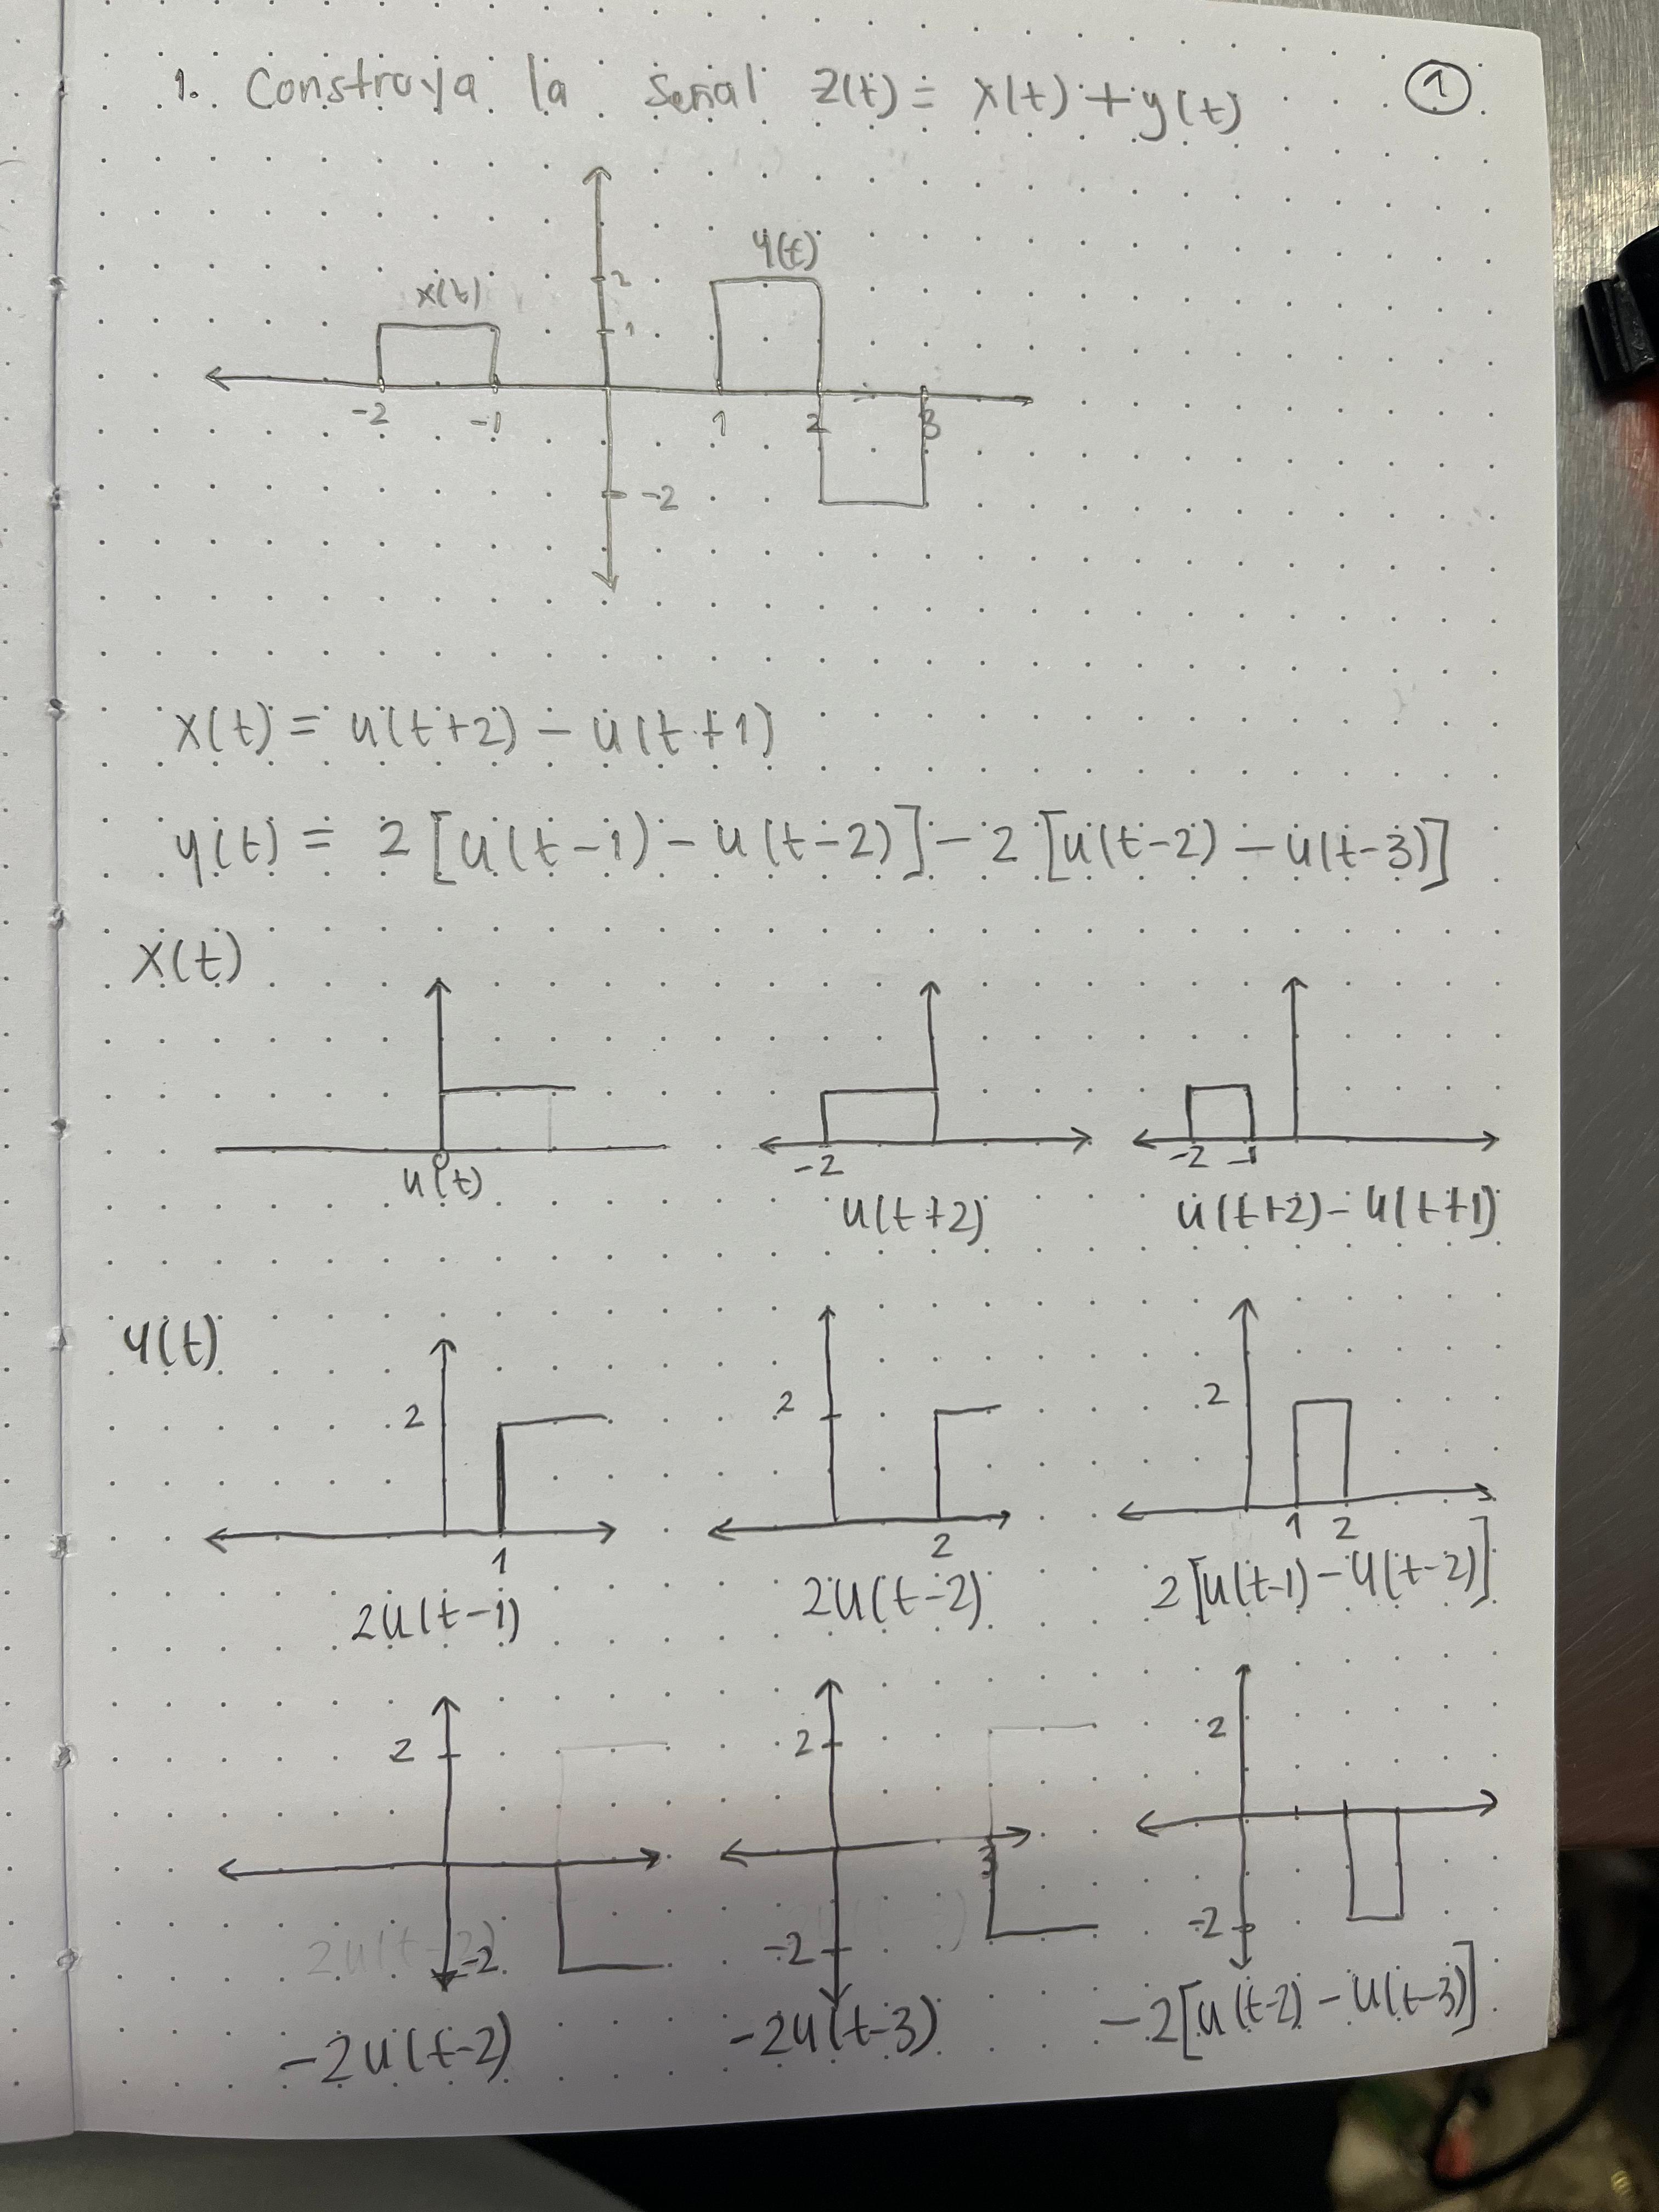 1. Construya la señal z(t) = x(t) + y(t)
1
y(t)
x(t)
2
1
-2 -1 1 2 3
-2
x(t) = u(t+2) - u(t+1)
y(t) = 2[u(t-1) - u(t-2)] - 2[u(t-2) - u(t-3)]
x(t)
-2 -2 -1
u(t) u(t+2) u(t+2) - u(t+1)
y(t)
2 2 2
1 2 1 2
2u(t-1) 2u(t-2) 2[u(t-1) - u(t-2)]
2 2 2
3
-2 -2 -2
-2u(t-2) -2u(t-3) -2[u(t-2) - u(t-3)]